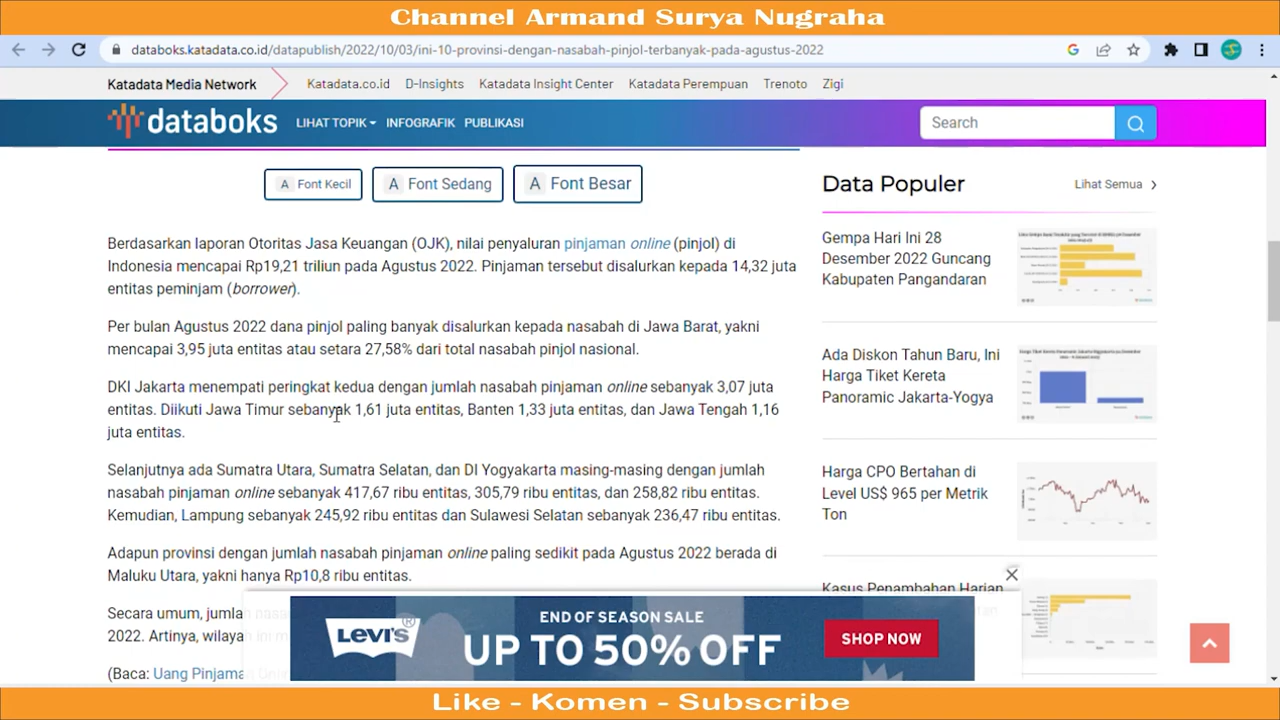 Channel Armand Surya Nugraha
databoks.katadata.co.id/datapublish/2022/10/03/ini-10-provinsi-dengan-nasabah-pinjol-terbanyak-pada-agustus-2022
Katadata Media Network
Katadata.co.id
D-Insights
Katadata Insight Center
Katadata Perempuan
Trenoto
Zigi
databoks
LIHAT TOPIK
INFOGRAFIK
PUBLIKASI
Search
A Font Kecil
A Font Sedang
A Font Besar
Berdasarkan laporan Otoritas Jasa Keuangan (OJK), nilai penyaluran pinjaman online (pinjol) di
Indonesia mencapai Rp19,21 triliun pada Agustus 2022. Pinjaman tersebut disalurkan kepada 14,32 juta
entitas peminjam (borrower).
Per bulan Agustus 2022 dana pinjol paling banyak disalurkan kepada nasabah di Jawa Barat, yakni
mencapai 3,95 juta entitas atau setara 27,58% dari total nasabah pinjol nasional.
DKI Jakarta menempati peringkat kedua dengan jumlah nasabah pinjaman online sebanyak 3,07 juta
entitas. Diikuti Jawa Timur sebanyak 1,61 juta entitas, Banten 1,33 juta entitas, dan Jawa Tengah 1,16
juta entitas.
Selanjutnya ada Sumatra Utara, Sumatra Selatan, dan DI Yogyakarta masing-masing dengan jumlah
nasabah pinjaman online sebanyak 417,67 ribu entitas, 305,79 ribu entitas, dan 258,82 ribu entitas.
Kemudian, Lampung sebanyak 245,92 ribu entitas dan Sulawesi Selatan sebanyak 236,47 ribu entitas.
Adapun provinsi dengan jumlah nasabah pinjaman online paling sedikit pada Agustus 2022 berada di
Maluku Utara, yakni hanya Rp10,8 ribu entitas.
Secara umum, jumlah
2022. Artinya, wilayah ini
(Baca: Uang Pinjaman
Data Populer
Lihat Semua
Gempa Hari Ini 28
Desember 2022 Guncang
Kabupaten Pangandaran
Ada Diskon Tahun Baru, Ini
Harga Tiket Kereta
Panoramic Jakarta-Yogya
Harga CPO Bertahan di
Level US$ 965 per Metrik
Ton
Kasus Penambahan Harian
LEVI'S®
END OF SEASON SALE
UP TO 50% OFF
SHOP NOW
Like - Komen - Subscribe